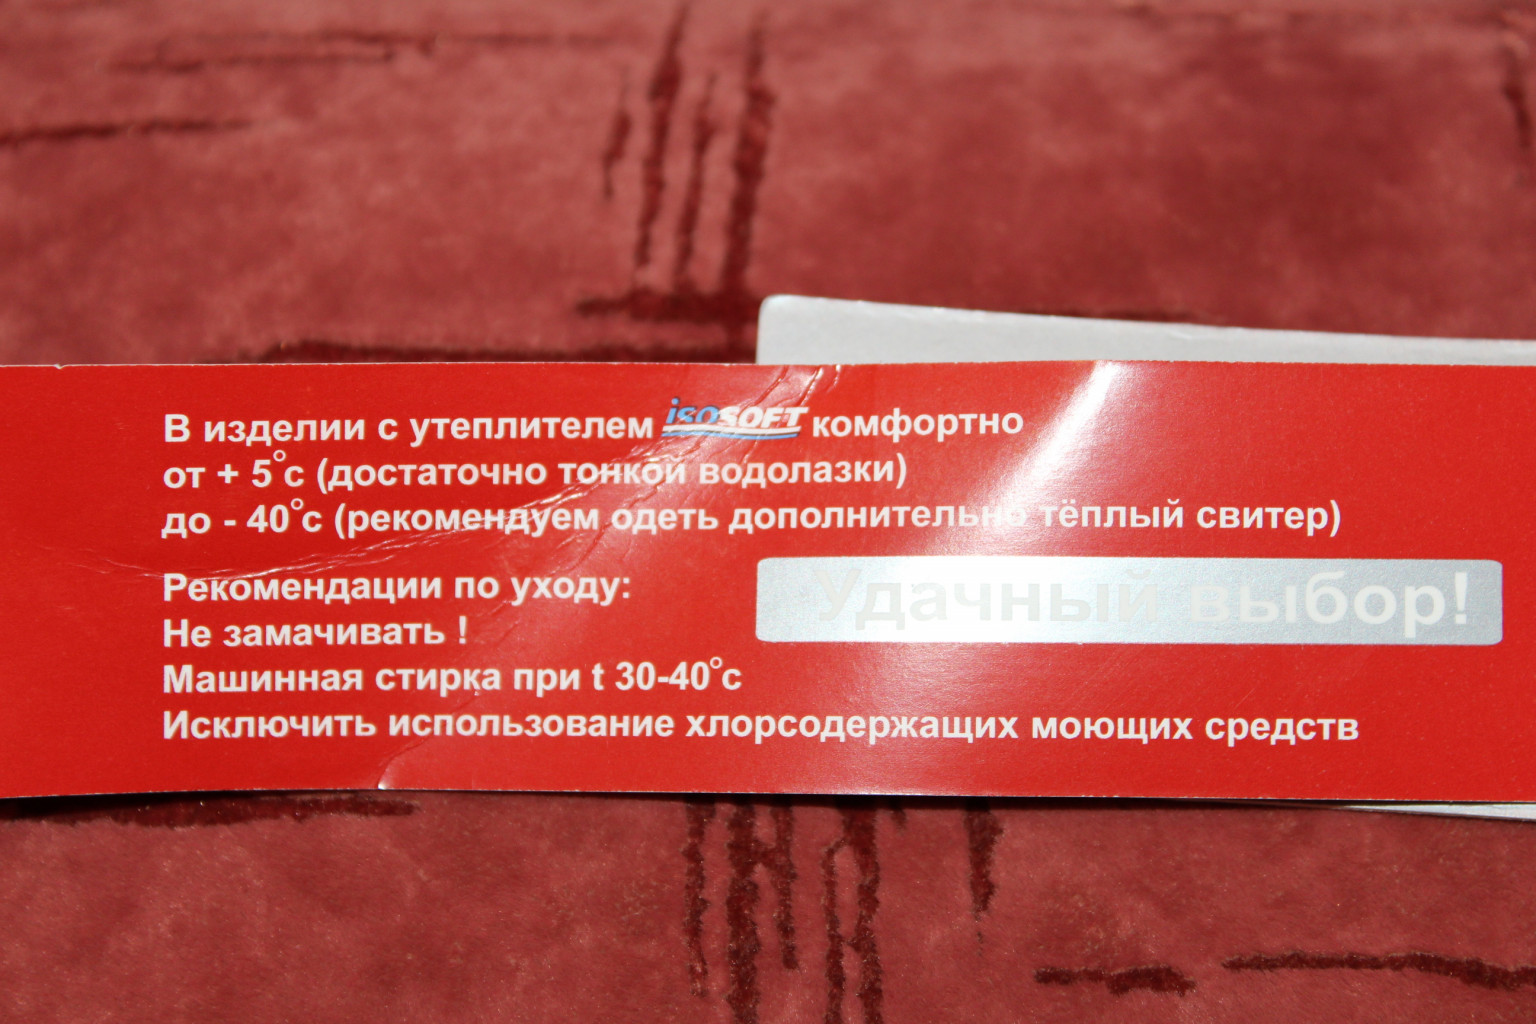 В изделии с утеплителем isosoft комфортно
от + 5°с (достаточно тонкой водолазки)
до - 40°с (рекомендуем одеть дополнительно тёплый свитер)
Рекомендации по уходу:
Не замачивать !
Удачный выбор!
Машинная стирка при t 30-40°с
Исключить использование хлорсодержащих моющих средств